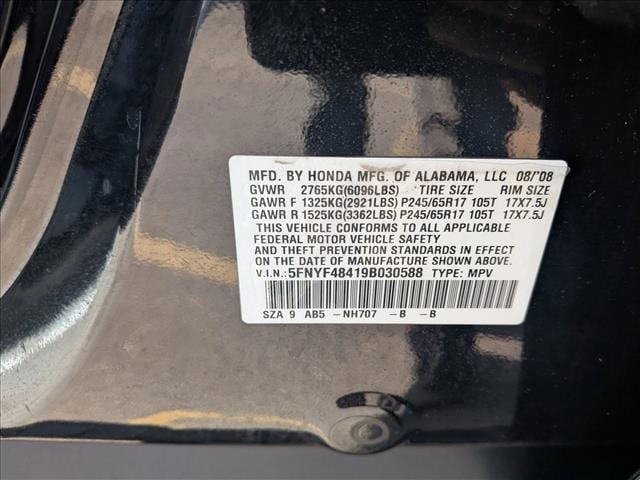 MFD. BY HONDA MFG. OF ALABAMA, LLC 08/'08
GVWR 2765KG(6096LBS) TIRE SIZE RIM SIZE
GAWR F 1325KG(2921LBS) P245/65R17 105T 17X7.5J
GAWR R 1525KG(3362LBS) P245/65R17 105T 17X7.5J
THIS VEHICLE CONFORMS TO ALL APPLICABLE
FEDERAL MOTOR VEHICLE SAFETY
AND THEFT PREVENTION STANDARDS IN EFFECT
ON THE DATE OF MANUFACTURE SHOWN ABOVE.
V.I.N.: 5FNYF48419B030588 TYPE: MPV
SZA 9 AB5 -NH707 -B -B